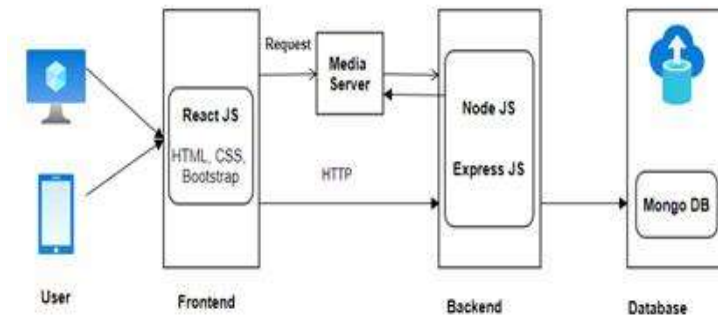 Request
Media
Server
React JS
HTML, CSS,
Bootstrap
HTTP
Node JS
Express JS
Mongo DB
User
Frontend
Backend
Database